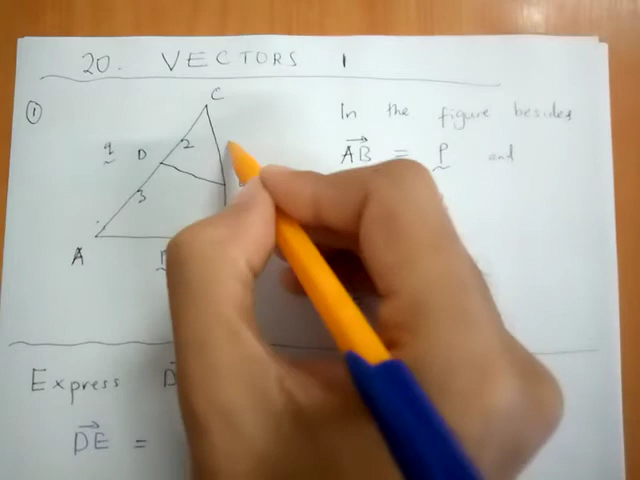 20. VECTORS 1
1 In the figure besides
C
q D 2
AB = p and
3
A
p
Express D
DE =